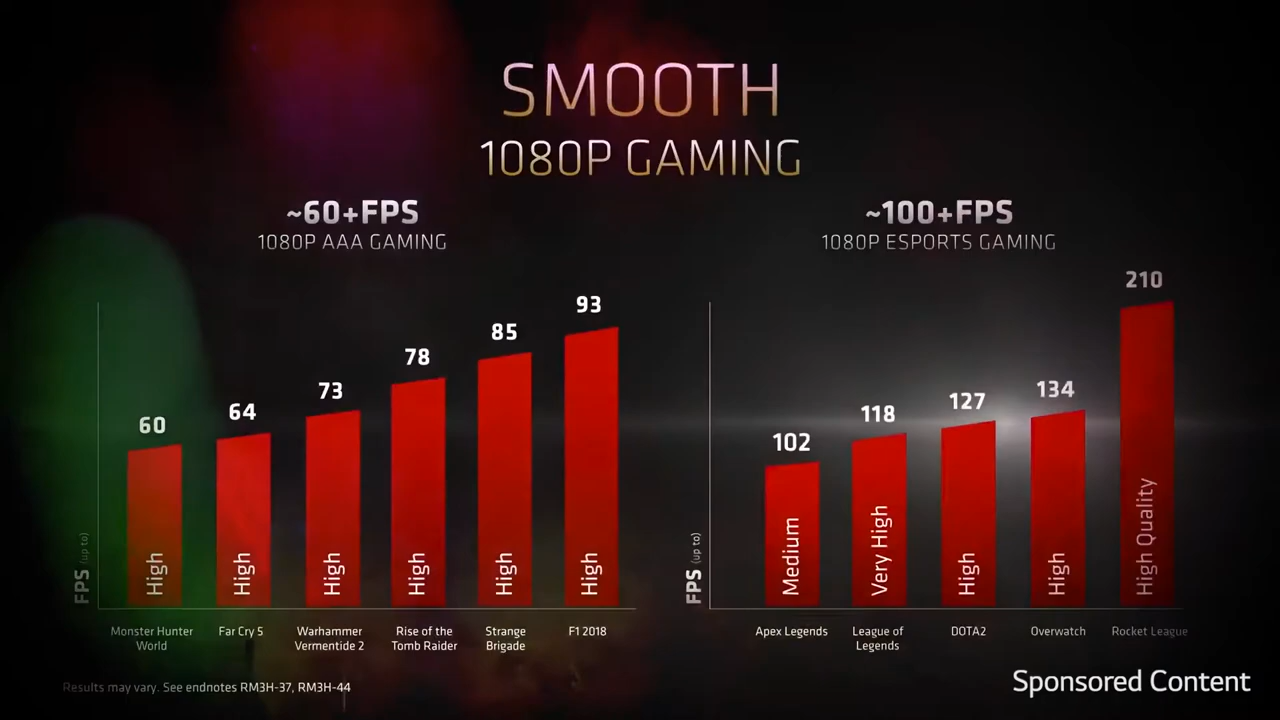 SMOOTH
1080P GAMING
~60+FPS
1080P AAA GAMING
60
64
73
78
85
93
FPS (up to)
High
High
High
High
High
High
Monster Hunter
World
Far Cry 5
Warhammer
Vermentide 2
Rise of the
Tomb Raider
Strange
Brigade
F1 2018
~100+FPS
1080P ESPORTS GAMING
102
118
127
134
210
FPS (up to)
Medium
Very High
High
High
High Quality
Apex Legends
League of
Legends
DOTA2
Overwatch
Rocket League
Results may vary. See endnotes RM3H-37, RM3H-44
Sponsored Content